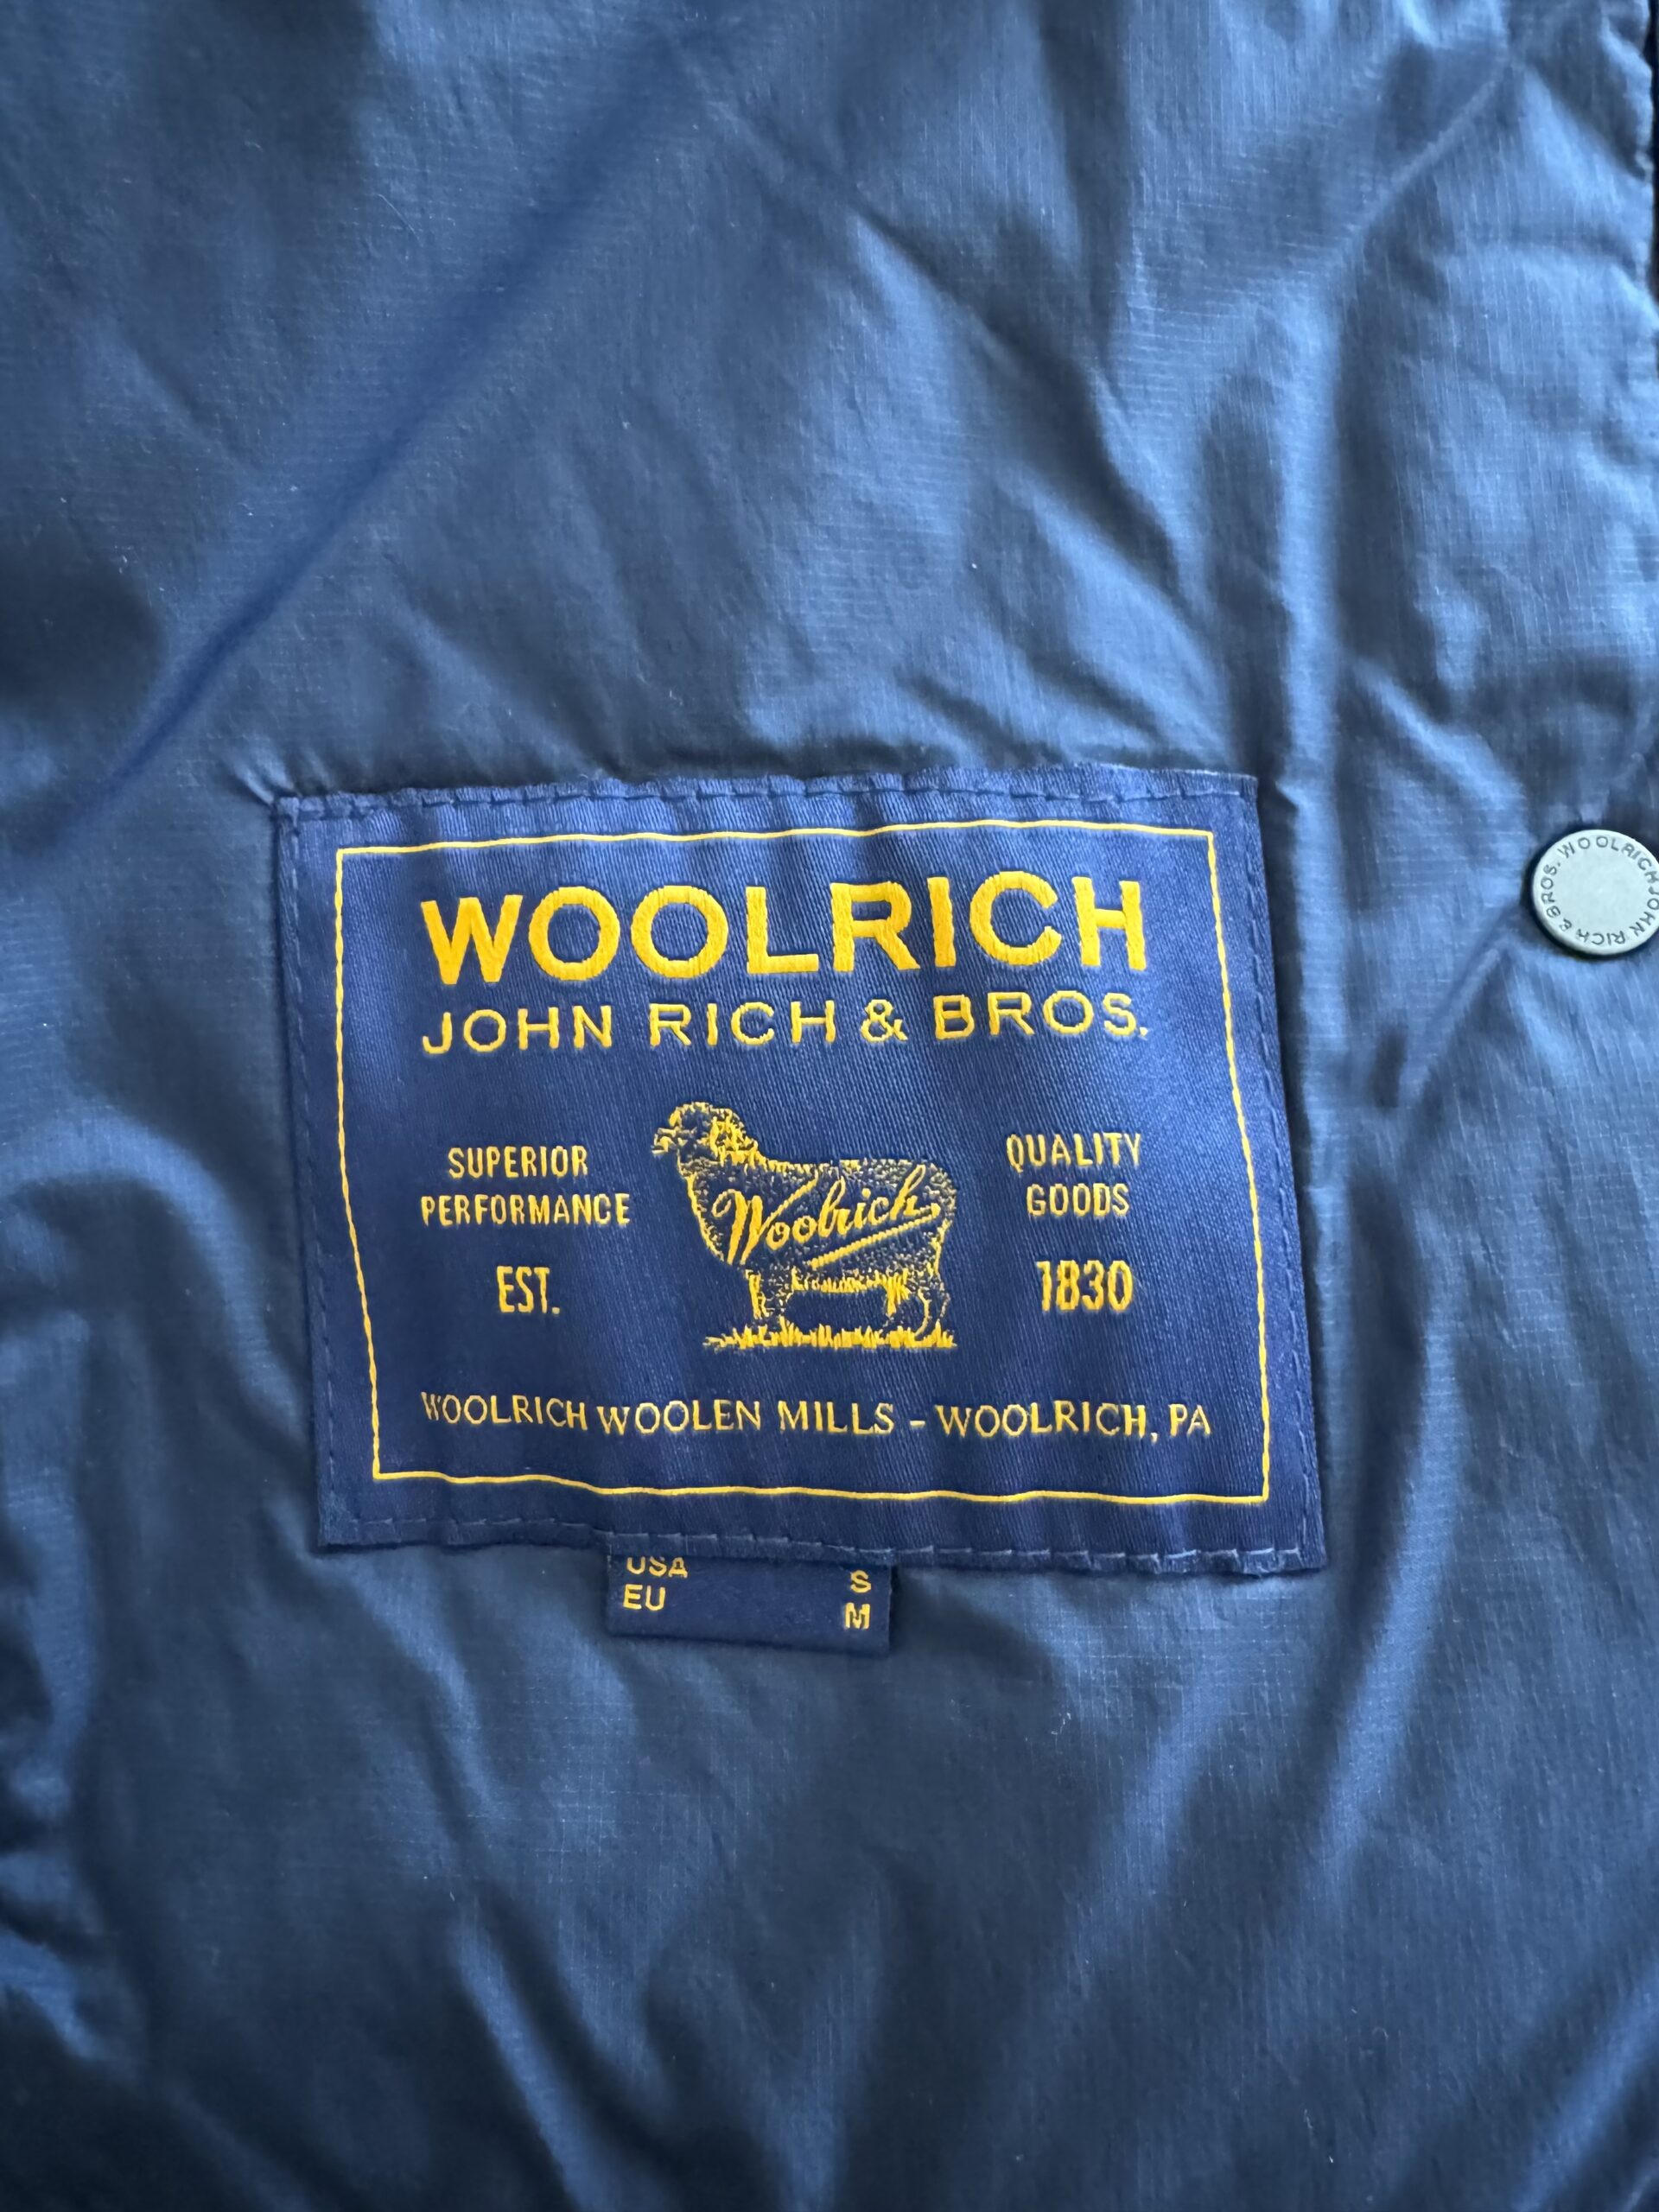 WOOLRICH
JOHN RICH & BROS.
SUPERIOR
PERFORMANCE
EST.
Woolrich
QUALITY
GOODS
1830
WOOLRICH WOOLEN MILLS - WOOLRICH, PA
USA S
EU M
WOOLRICH JOHN RICH & BROS.